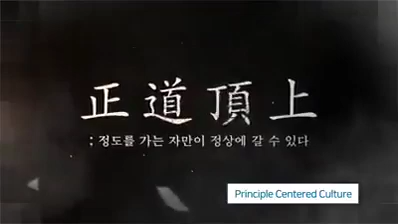 正道頂上
: 정도를 가는 자만이 정상에 갈 수 있다
Principle Centered Culture